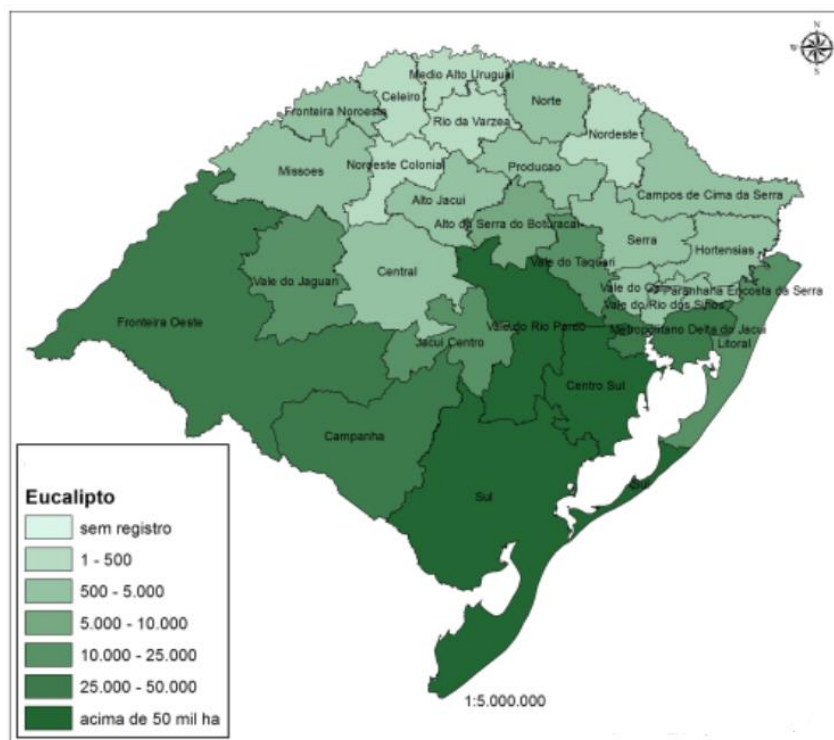 N
W
S
Medio Alto Uruguai
Celeiro
Norte
Fronteira Noroeste
Rio da Varzea
Nordeste
Noroeste Colonial
Producao
Missoes
Campos de Cima da Serra
Alto Jacui
Alto da Serra do Botucarai
Serra
Hortensias
Central
Vale do Taquari
Vale do Jaguari
Vale do
Paranhana Encosta da Serra
Vale do Rio dos Sinos
Fronteira Oeste
Vale do Rio Pardo
Metropolitano Delta do Jacui
Jacui Centro
Litoral
Centro Sul
Campanha
Sul
Sul
Eucalipto
sem registro
1 - 500
500 - 5.000
5.000 - 10.000
10.000 - 25.000
25.000 - 50.000
acima de 50 mil ha
1:5.000.000